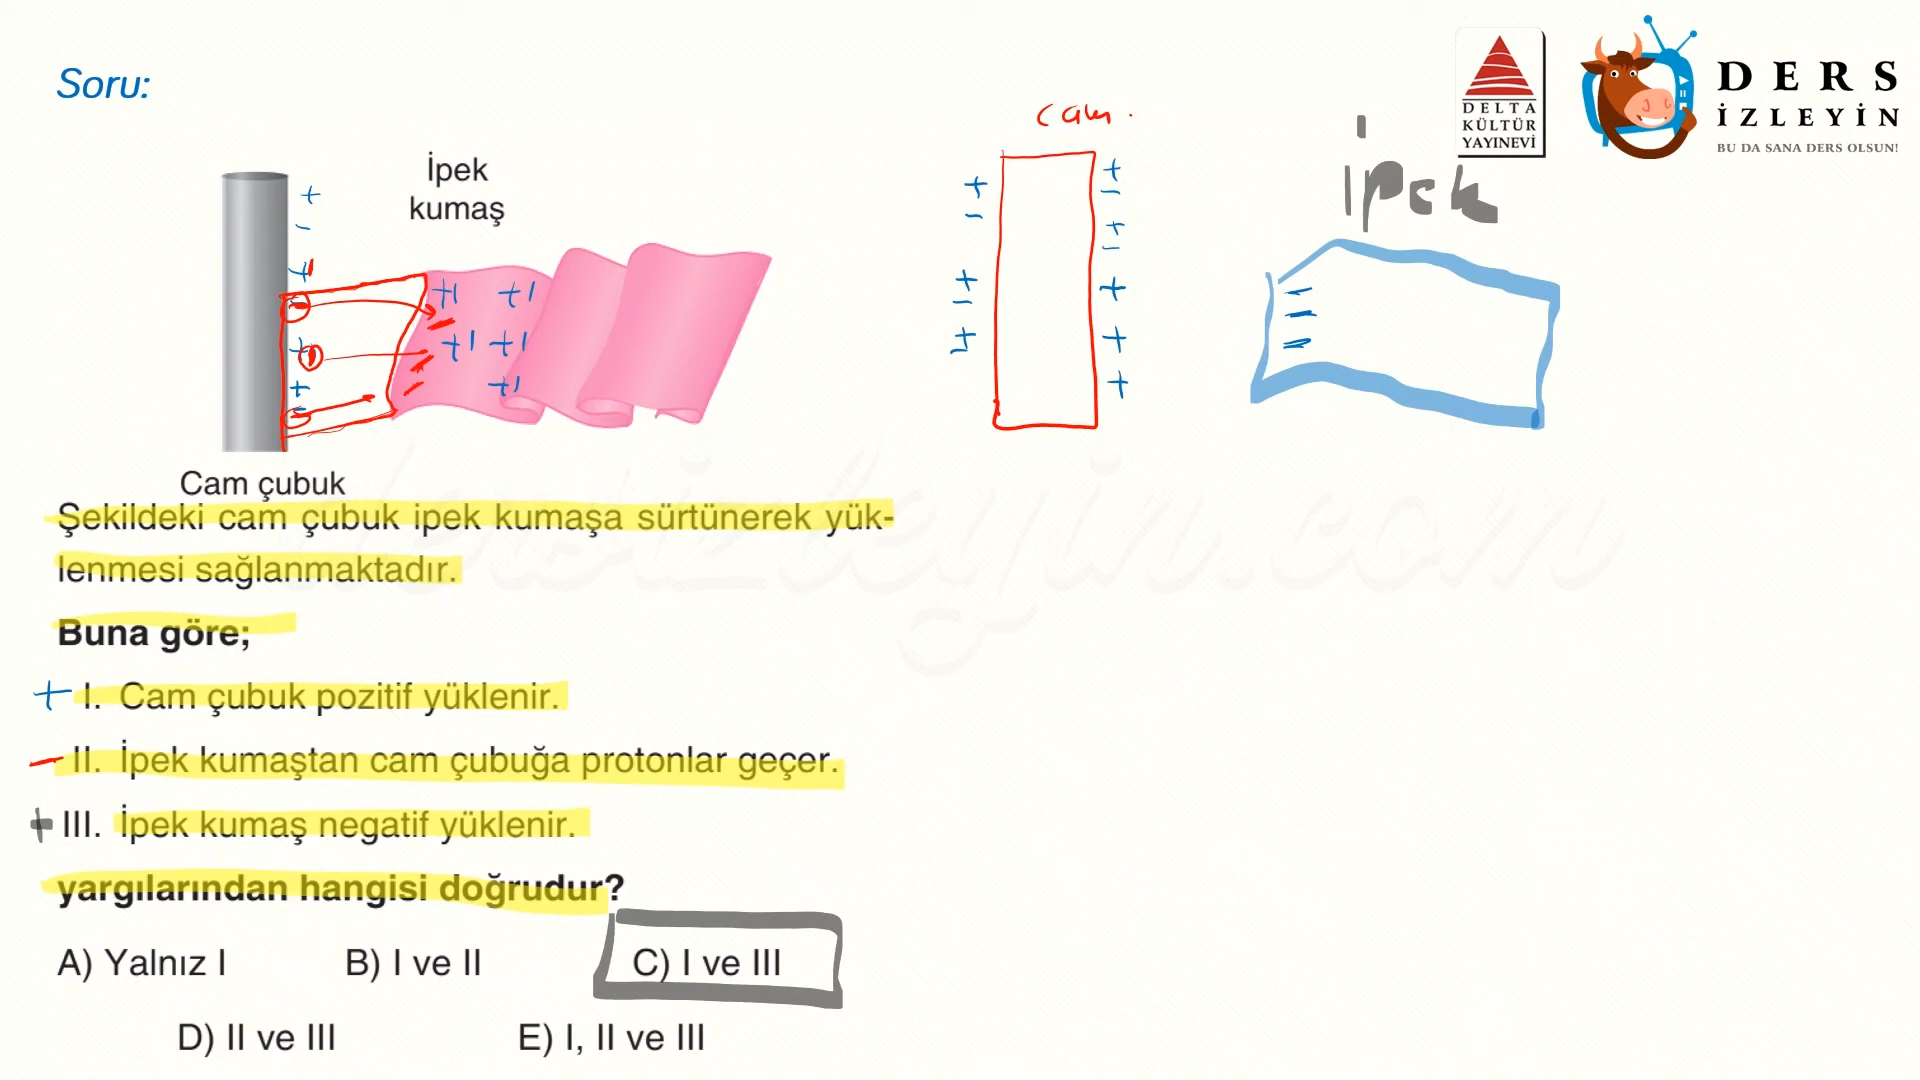 Soru:
DELTA
KÜLTÜR
YAYINEVİ
DERS
İZLEYİN
BU DA SANA DERS OLSUN!
cam
ipek
İpek
kumaş
Cam çubuk
dersizleyin.com
Şekildeki cam çubuk ipek kumaşa sürtünerek yük-
lenmesi sağlanmaktadır.
Buna göre;
+ I. Cam çubuk pozitif yüklenir.
- II. İpek kumaştan cam çubuğa protonlar geçer.
+ III. İpek kumaş negatif yüklenir.
yargılarından hangisi doğrudur?
A) Yalnız I B) I ve II C) I ve III
D) II ve III E) I, II ve III